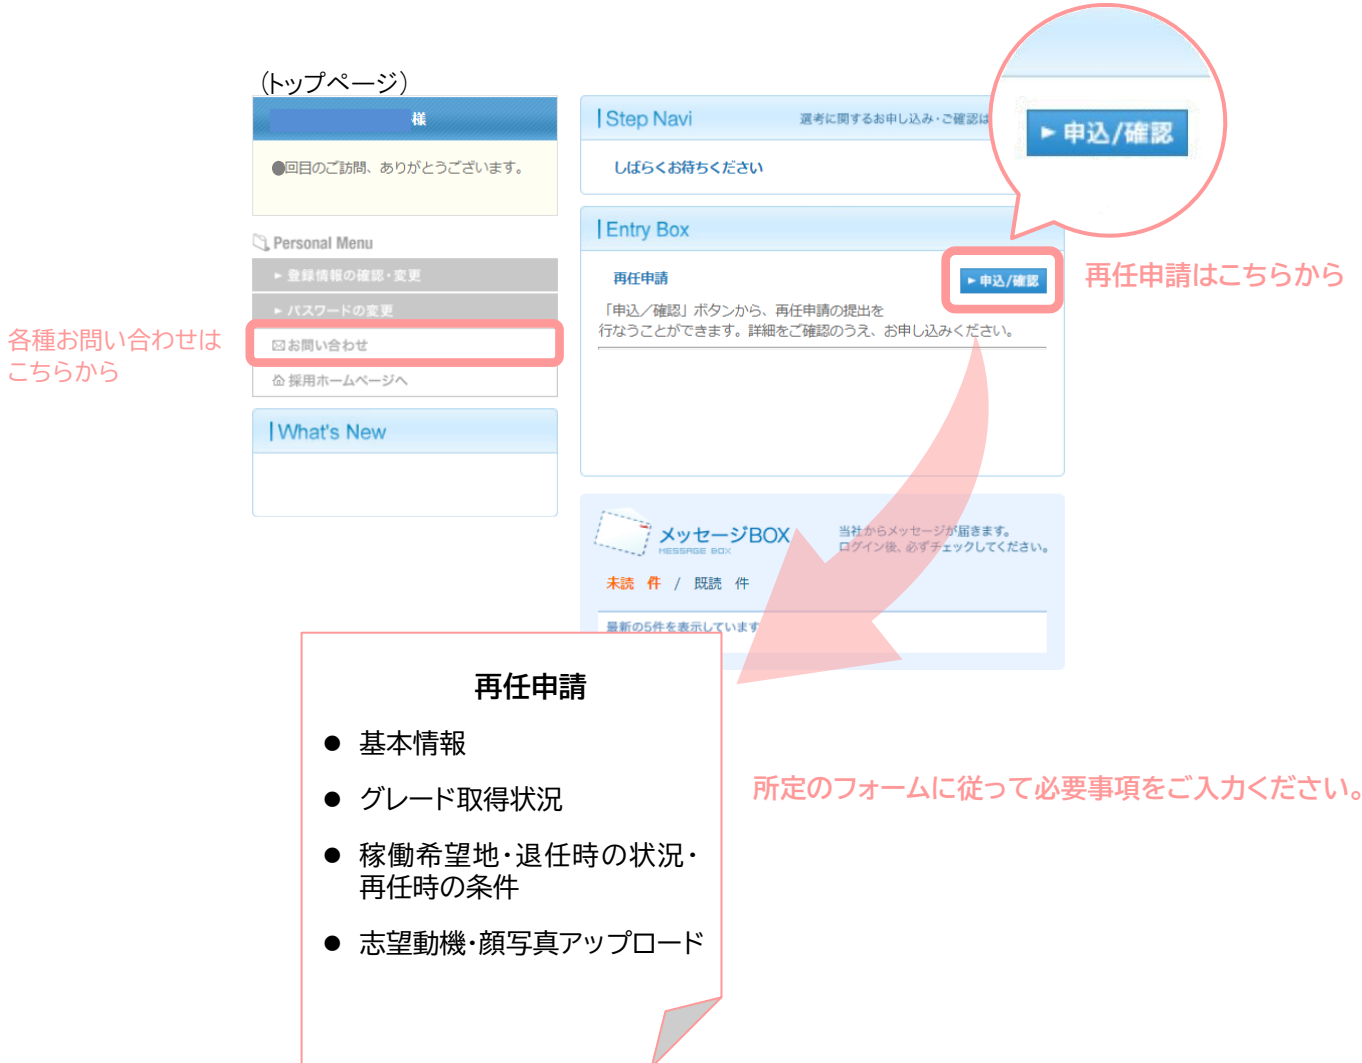 （トップページ）
様
●回目のご訪問、ありがとうございます。
Personal Menu
登録情報の確認・変更
パスワードの変更
お問い合わせ
採用ホームページへ
各種お問い合わせは
こちらから
What's New
Step Navi
選考に関するお申し込み・ご確認は
しばらくお待ちください
申込/確認
Entry Box
再任申請
申込/確認
再任申請はこちらから
「申込／確認」ボタンから、再任申請の提出を
行なうことができます。詳細をご確認のうえ、お申し込みください。
メッセージBOX
MESSAGE BOX
当社からメッセージが届きます。
ログイン後、必ずチェックしてください。
未読 件 / 既読 件
最新の5件を表示しています
再任申請
● 基本情報
● グレード取得状況
● 稼働希望地・退任時の状況・
再任時の条件
● 志望動機・顔写真アップロード
所定のフォームに従って必要事項をご入力ください。